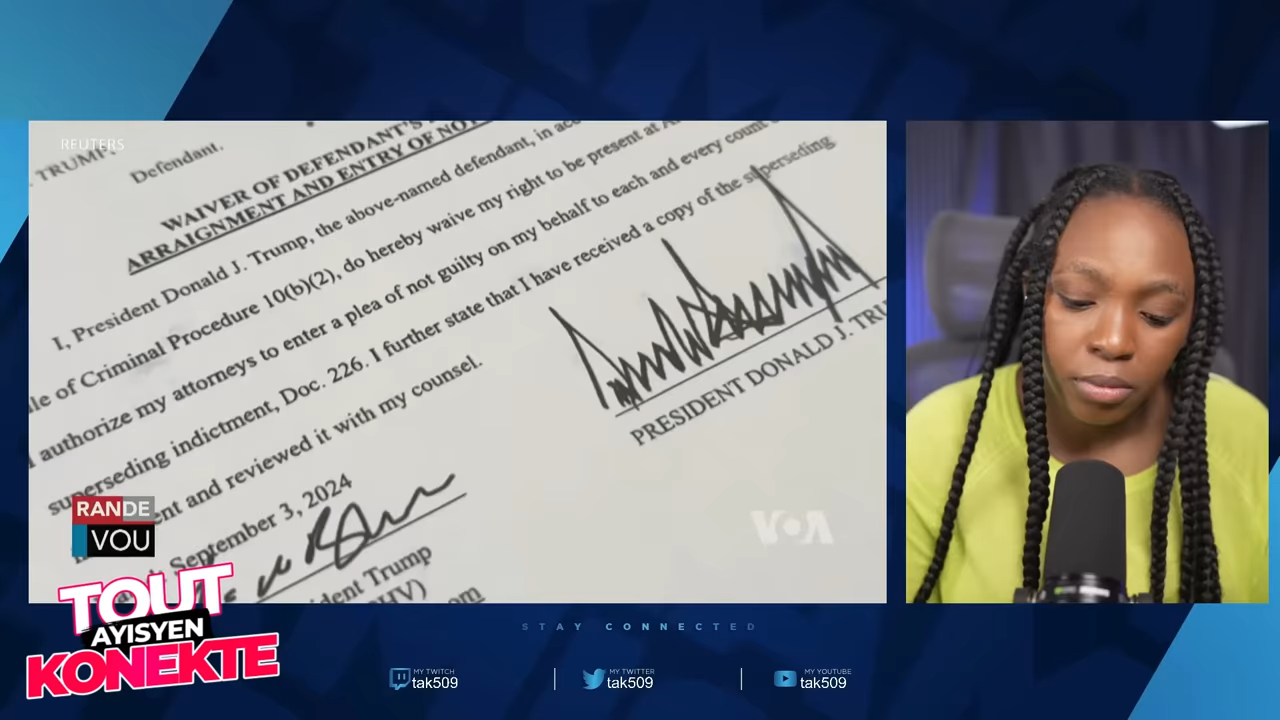 REUTERS
. TRUMP.
Defendant.
WAIVER OF DEFENDANT'S
ARRAIGNMENT AND ENTRY OF NOT
I, President Donald J. Trump, the above-named defendant, in
of Criminal Procedure 10(b)(2), do hereby waive my right to be present at
I authorize my attorneys to enter a plea of not guilty on my behalf to each and every count
superseding indictment, Doc. 226. I further state that I have received a copy of the superseding
and reviewed it with my counsel.
PRESIDENT DONALD J.
September 3, 2024
Trump
RANDE
VOU
VOA
TOUT
AYISYEN
KONEKTE
STAY CONNECTED
MY TWITCH
tak509
MY TWITTER
tak509
MY YOUTUBE
tak509